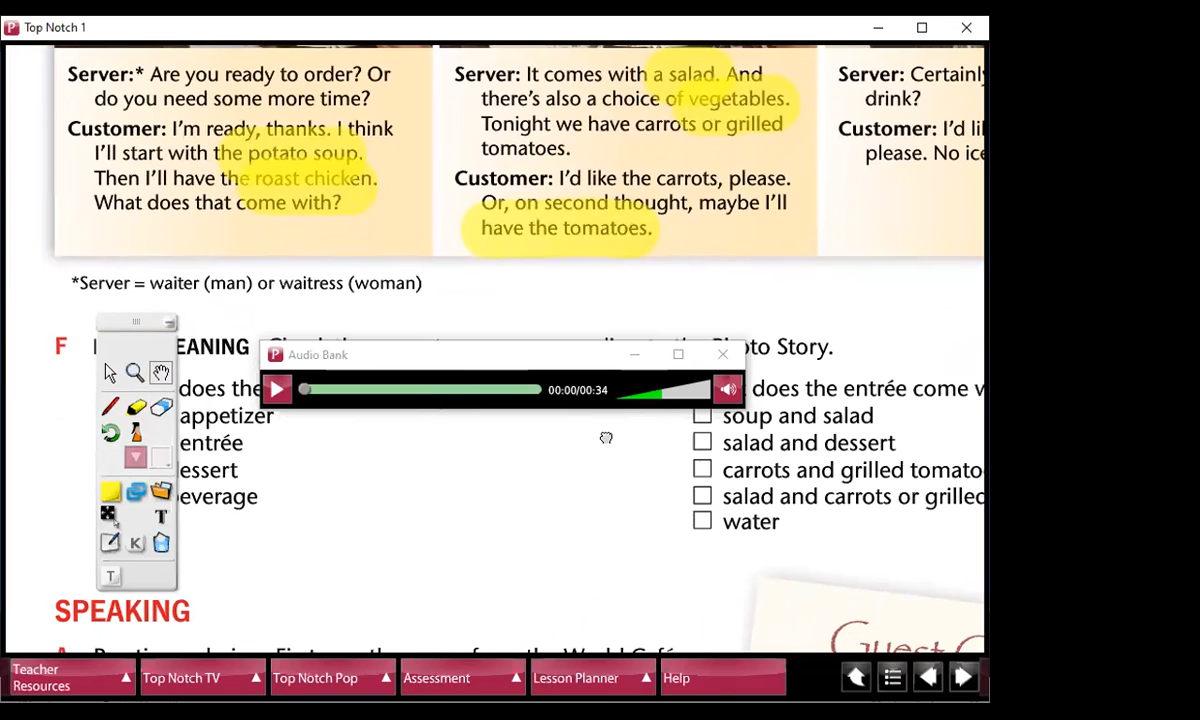 Top Notch 1
Server:* Are you ready to order? Or
do you need some more time?
Customer: I'm ready, thanks. I think
I'll start with the potato soup.
Then I'll have the roast chicken.
What does that come with?
Server: It comes with a salad. And
there's also a choice of vegetables.
Tonight we have carrots or grilled
tomatoes.
Customer: I'd like the carrots, please.
Or, on second thought, maybe I'll
have the tomatoes.
Server: Certainly
drink?
Customer: I'd li
please. No ice
*Server = waiter (man) or waitress (woman)
F
EANING
Photo Story.
Audio Bank
00:00/00:34
does the
appetizer
entrée
essert
everage
does the entrée come w
soup and salad
salad and dessert
carrots and grilled tomato
salad and carrots or grilled
water
T
K
T
SPEAKING
Guest C
Teacher
Resources
Top Notch TV
Top Notch Pop
Assessment
Lesson Planner
Help